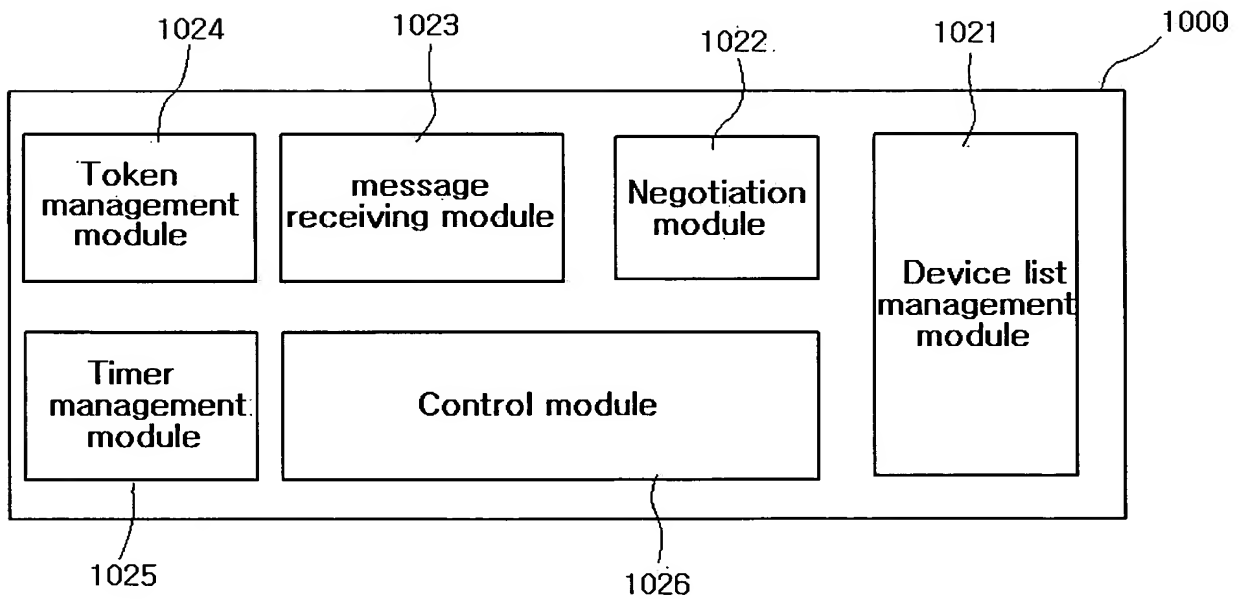 1024
1023
1022
1021
1000
Token
management
module
message
receiving module
Negotiation
module
Device list
management
module
Timer
management
module
Control module
1025
1026